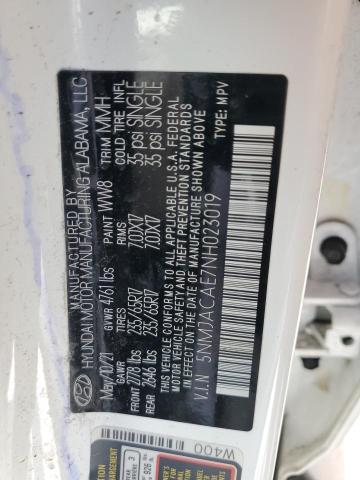 MANUFACTURED BY
HYUNDAI MOTOR MANUFACTURING ALABAMA, LLC
May/10/21 GVWR 4761 lbs PAINT WW8 TRIM MMH
GAWR TIRES RIMS COLD TIRE INFL
FRONT 2778 lbs 235/65R17 7.0JX17 35 psi SINGLE
REAR 2646 lbs 235/65R17 7.0JX17 35 psi SINGLE
THIS VEHICLE CONFORMS TO ALL APPLICABLE U.S.A. FEDERAL
MOTOR VEHICLE SAFETY AND THEFT PREVENTION STANDARDS
IN EFFECT ON THE DATE OF MANUFACTURE SHOWN ABOVE
V.I.N. 5NMJACAE7NH023019 TYPE: MPV
W400